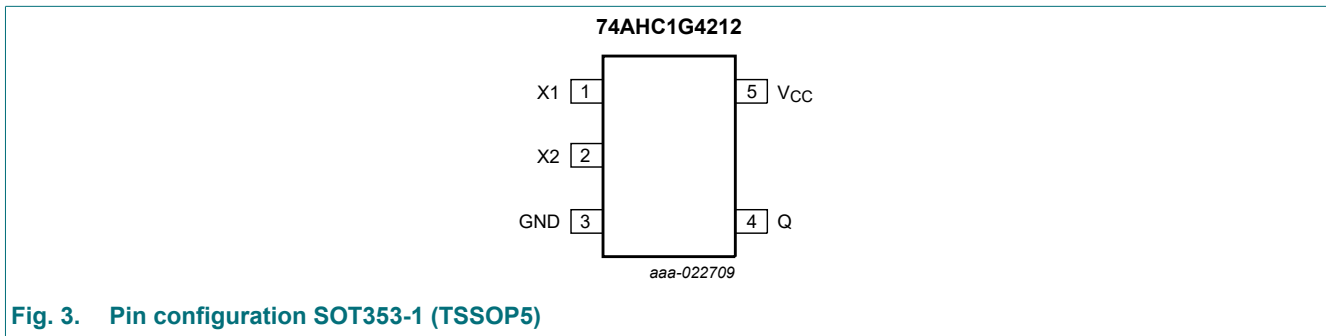 74AHC1G4212
X1 1 5 VCC
X2 2
GND 3 4 Q
aaa-022709
Fig. 3. Pin configuration SOT353-1 (TSSOP5)